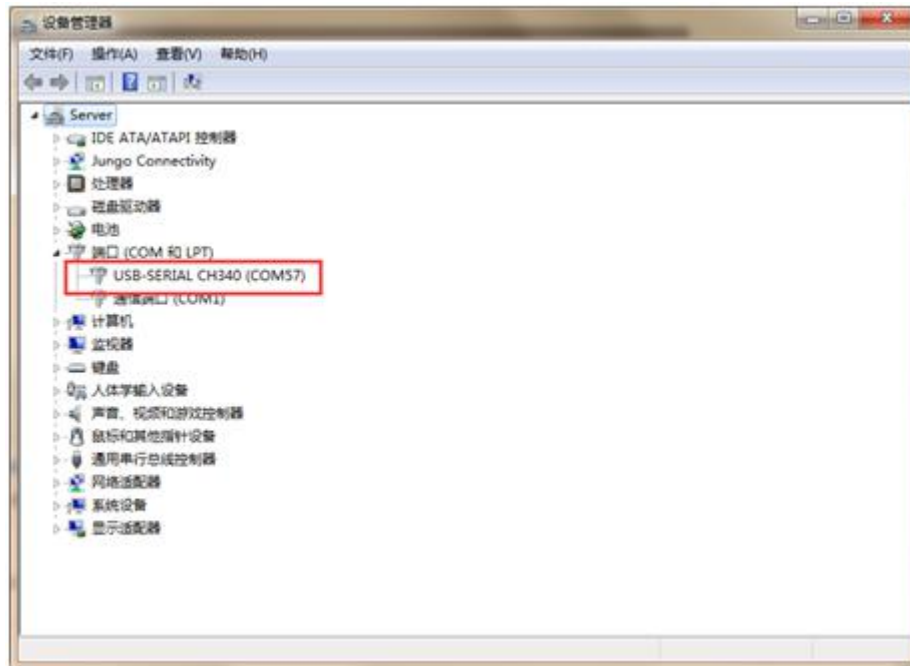 设备管理器
文件(F) 操作(A) 查看(V) 帮助(H)
Server
IDE ATA/ATAPI 控制器
Jungo Connectivity
处理器
磁盘驱动器
电池
端口 (COM 和 LPT)
USB-SERIAL CH340 (COM57)
通信端口 (COM1)
计算机
监视器
键盘
人体学输入设备
声音、视频和游戏控制器
鼠标和其他指针设备
通用串行总线控制器
网络适配器
系统设备
显示适配器